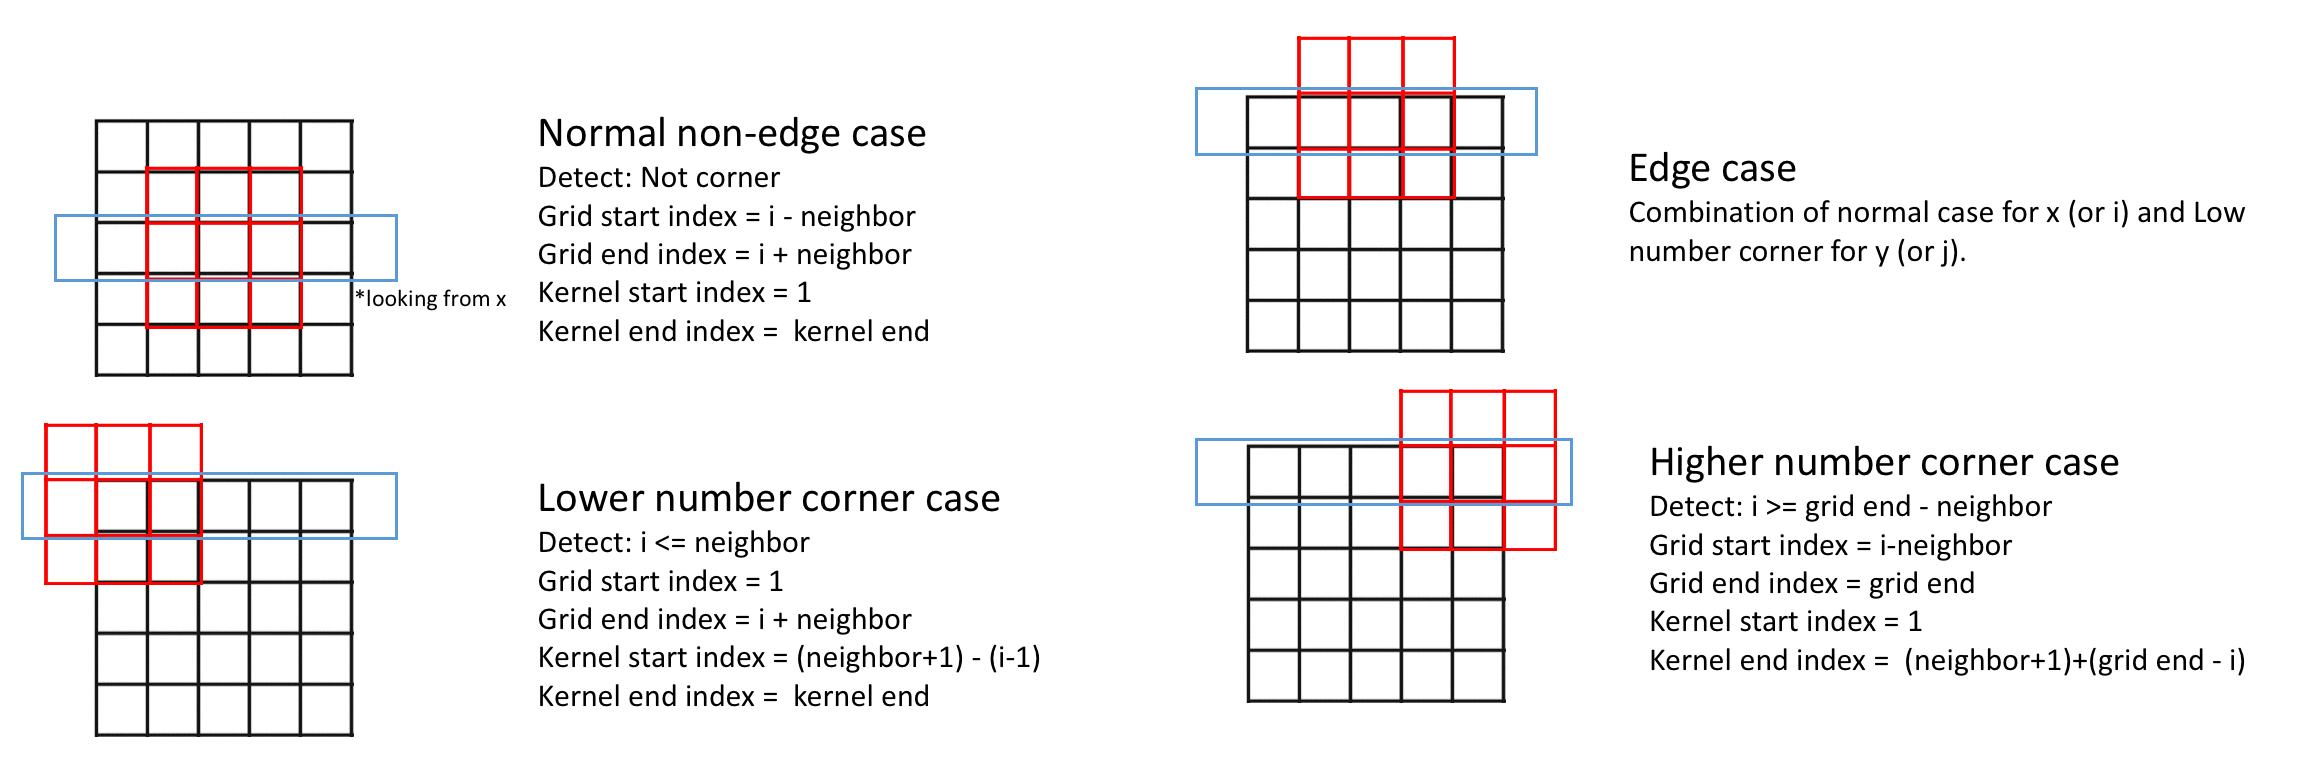 Normal non-edge case
Detect: Not corner
Grid start index = i - neighbor
Grid end index = i + neighbor
Kernel start index = 1
Kernel end index =  kernel end
*looking from x
Edge case
Combination of normal case for x (or i) and Low
number corner for y (or j).
Lower number corner case
Detect: i <= neighbor
Grid start index = 1
Grid end index = i + neighbor
Kernel start index = (neighbor+1) - (i-1)
Kernel end index =  kernel end
Higher number corner case
Detect: i >= grid end - neighbor
Grid start index = i-neighbor
Grid end index = grid end
Kernel start index = 1
Kernel end index =  (neighbor+1)+(grid end - i)